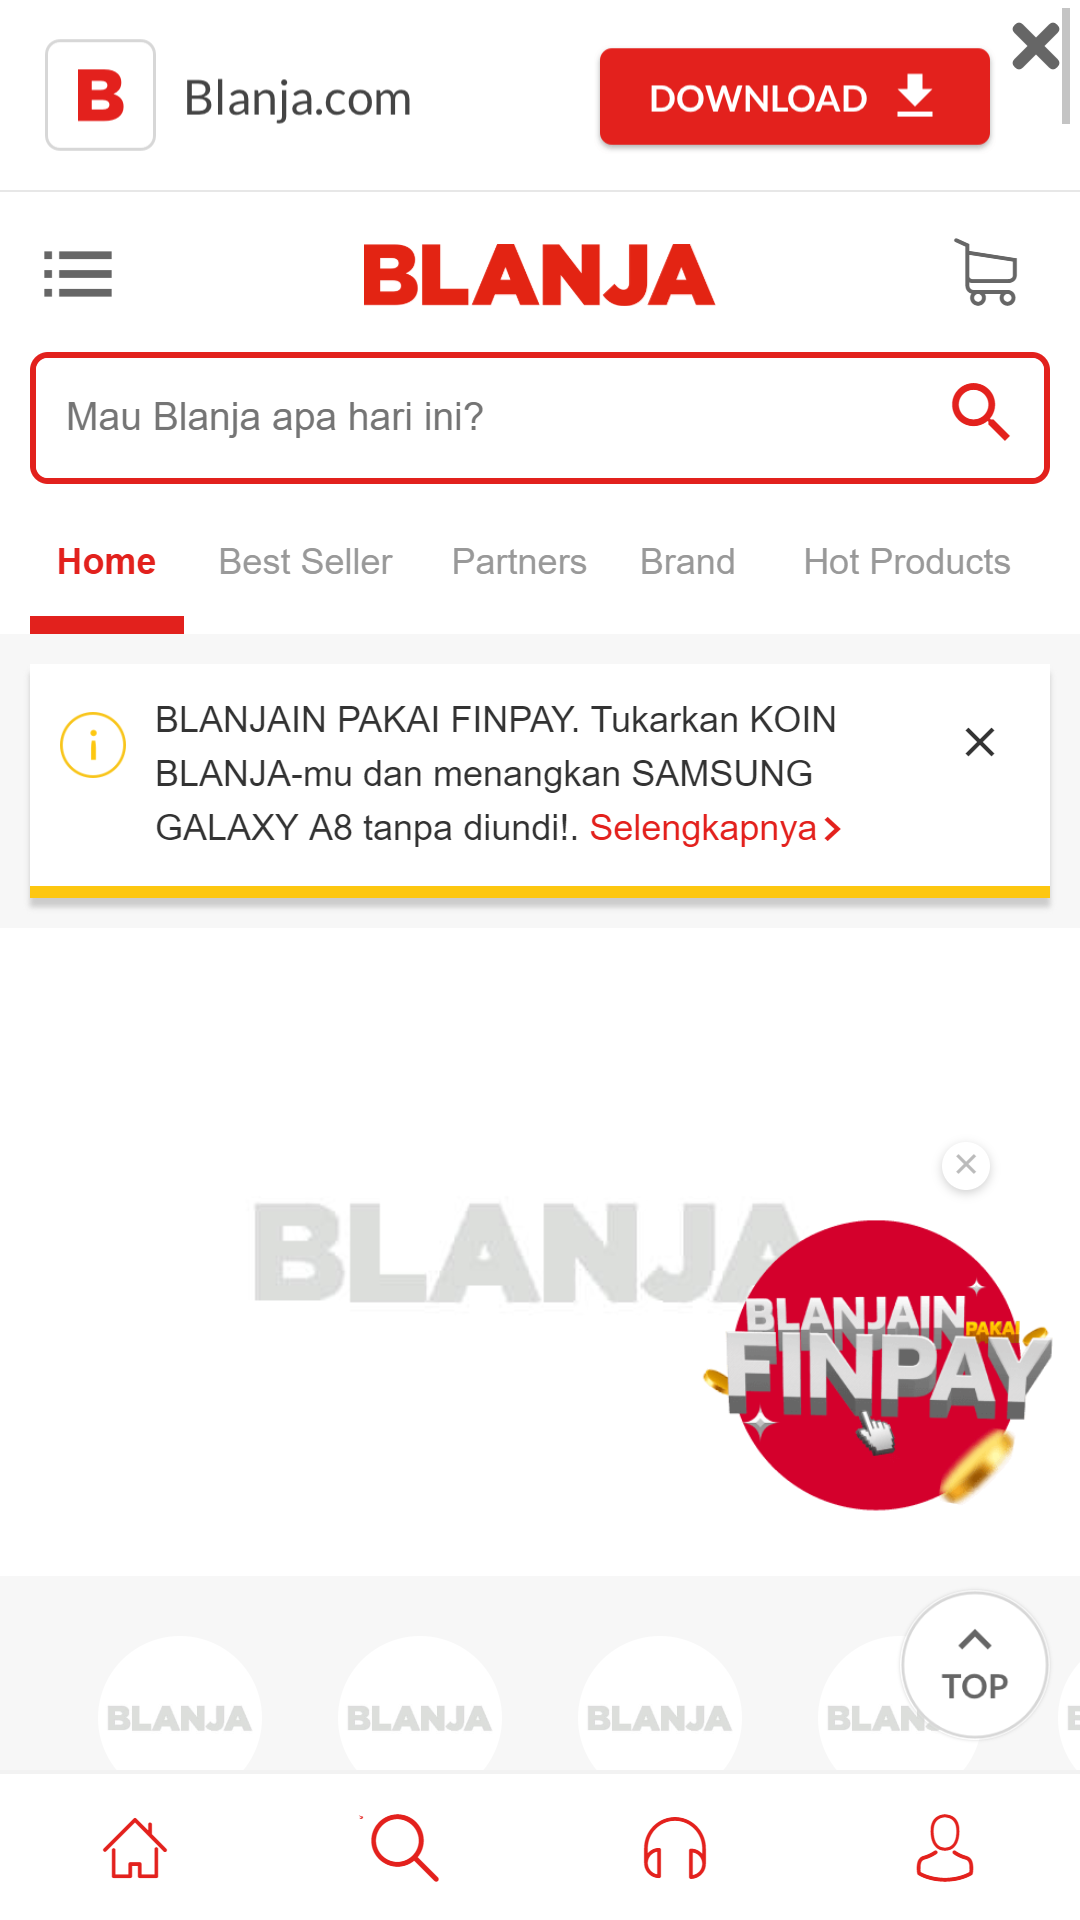 B
Blanja.com
DOWNLOAD
BLANJA
Mau Blanja apa hari ini?
Home Best Seller Partners Brand Hot Products
BLANJAIN PAKAI FINPAY. Tukarkan KOIN
BLANJA-mu dan menangkan SAMSUNG
GALAXY A8 tanpa diundi!. Selengkapnya
BLANJA
BLANJAIN
PAKAI
FINPAY
TOP
BLANJA BLANJA BLANJA BLANJA